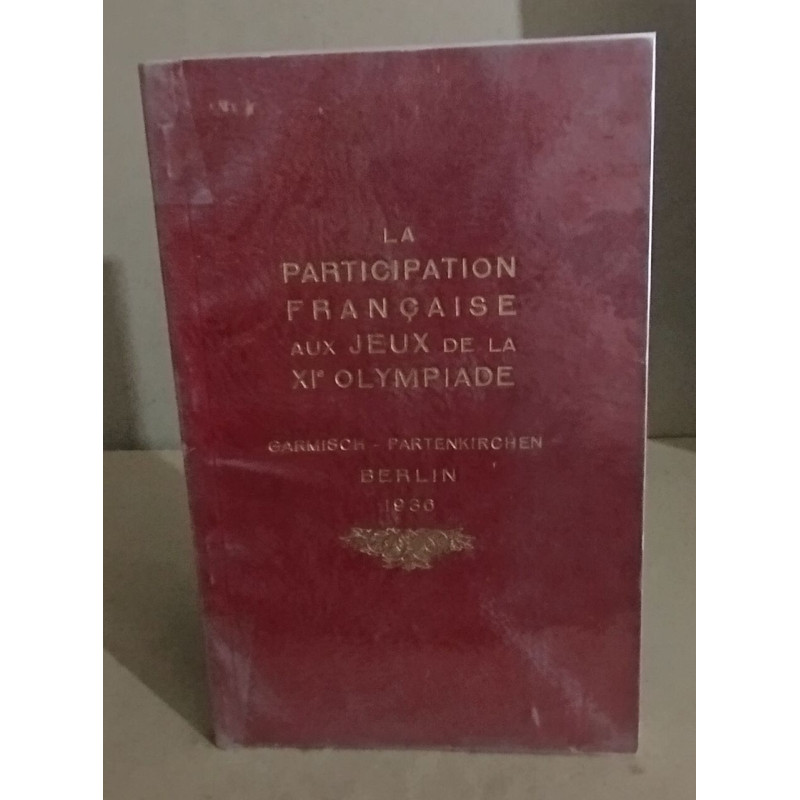 LA
PARTICIPATION
FRANÇAISE
AUX JEUX DE LA
XIe OLYMPIADE
GARMISCH - PARTENKIRCHEN
BERLIN
1936